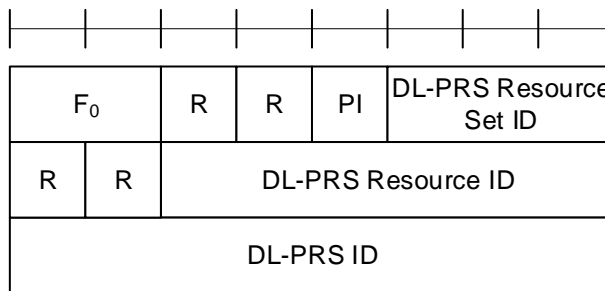 F0 R R PI DL-PRS Resource
Set ID
R R DL-PRS Resource ID
DL-PRS ID